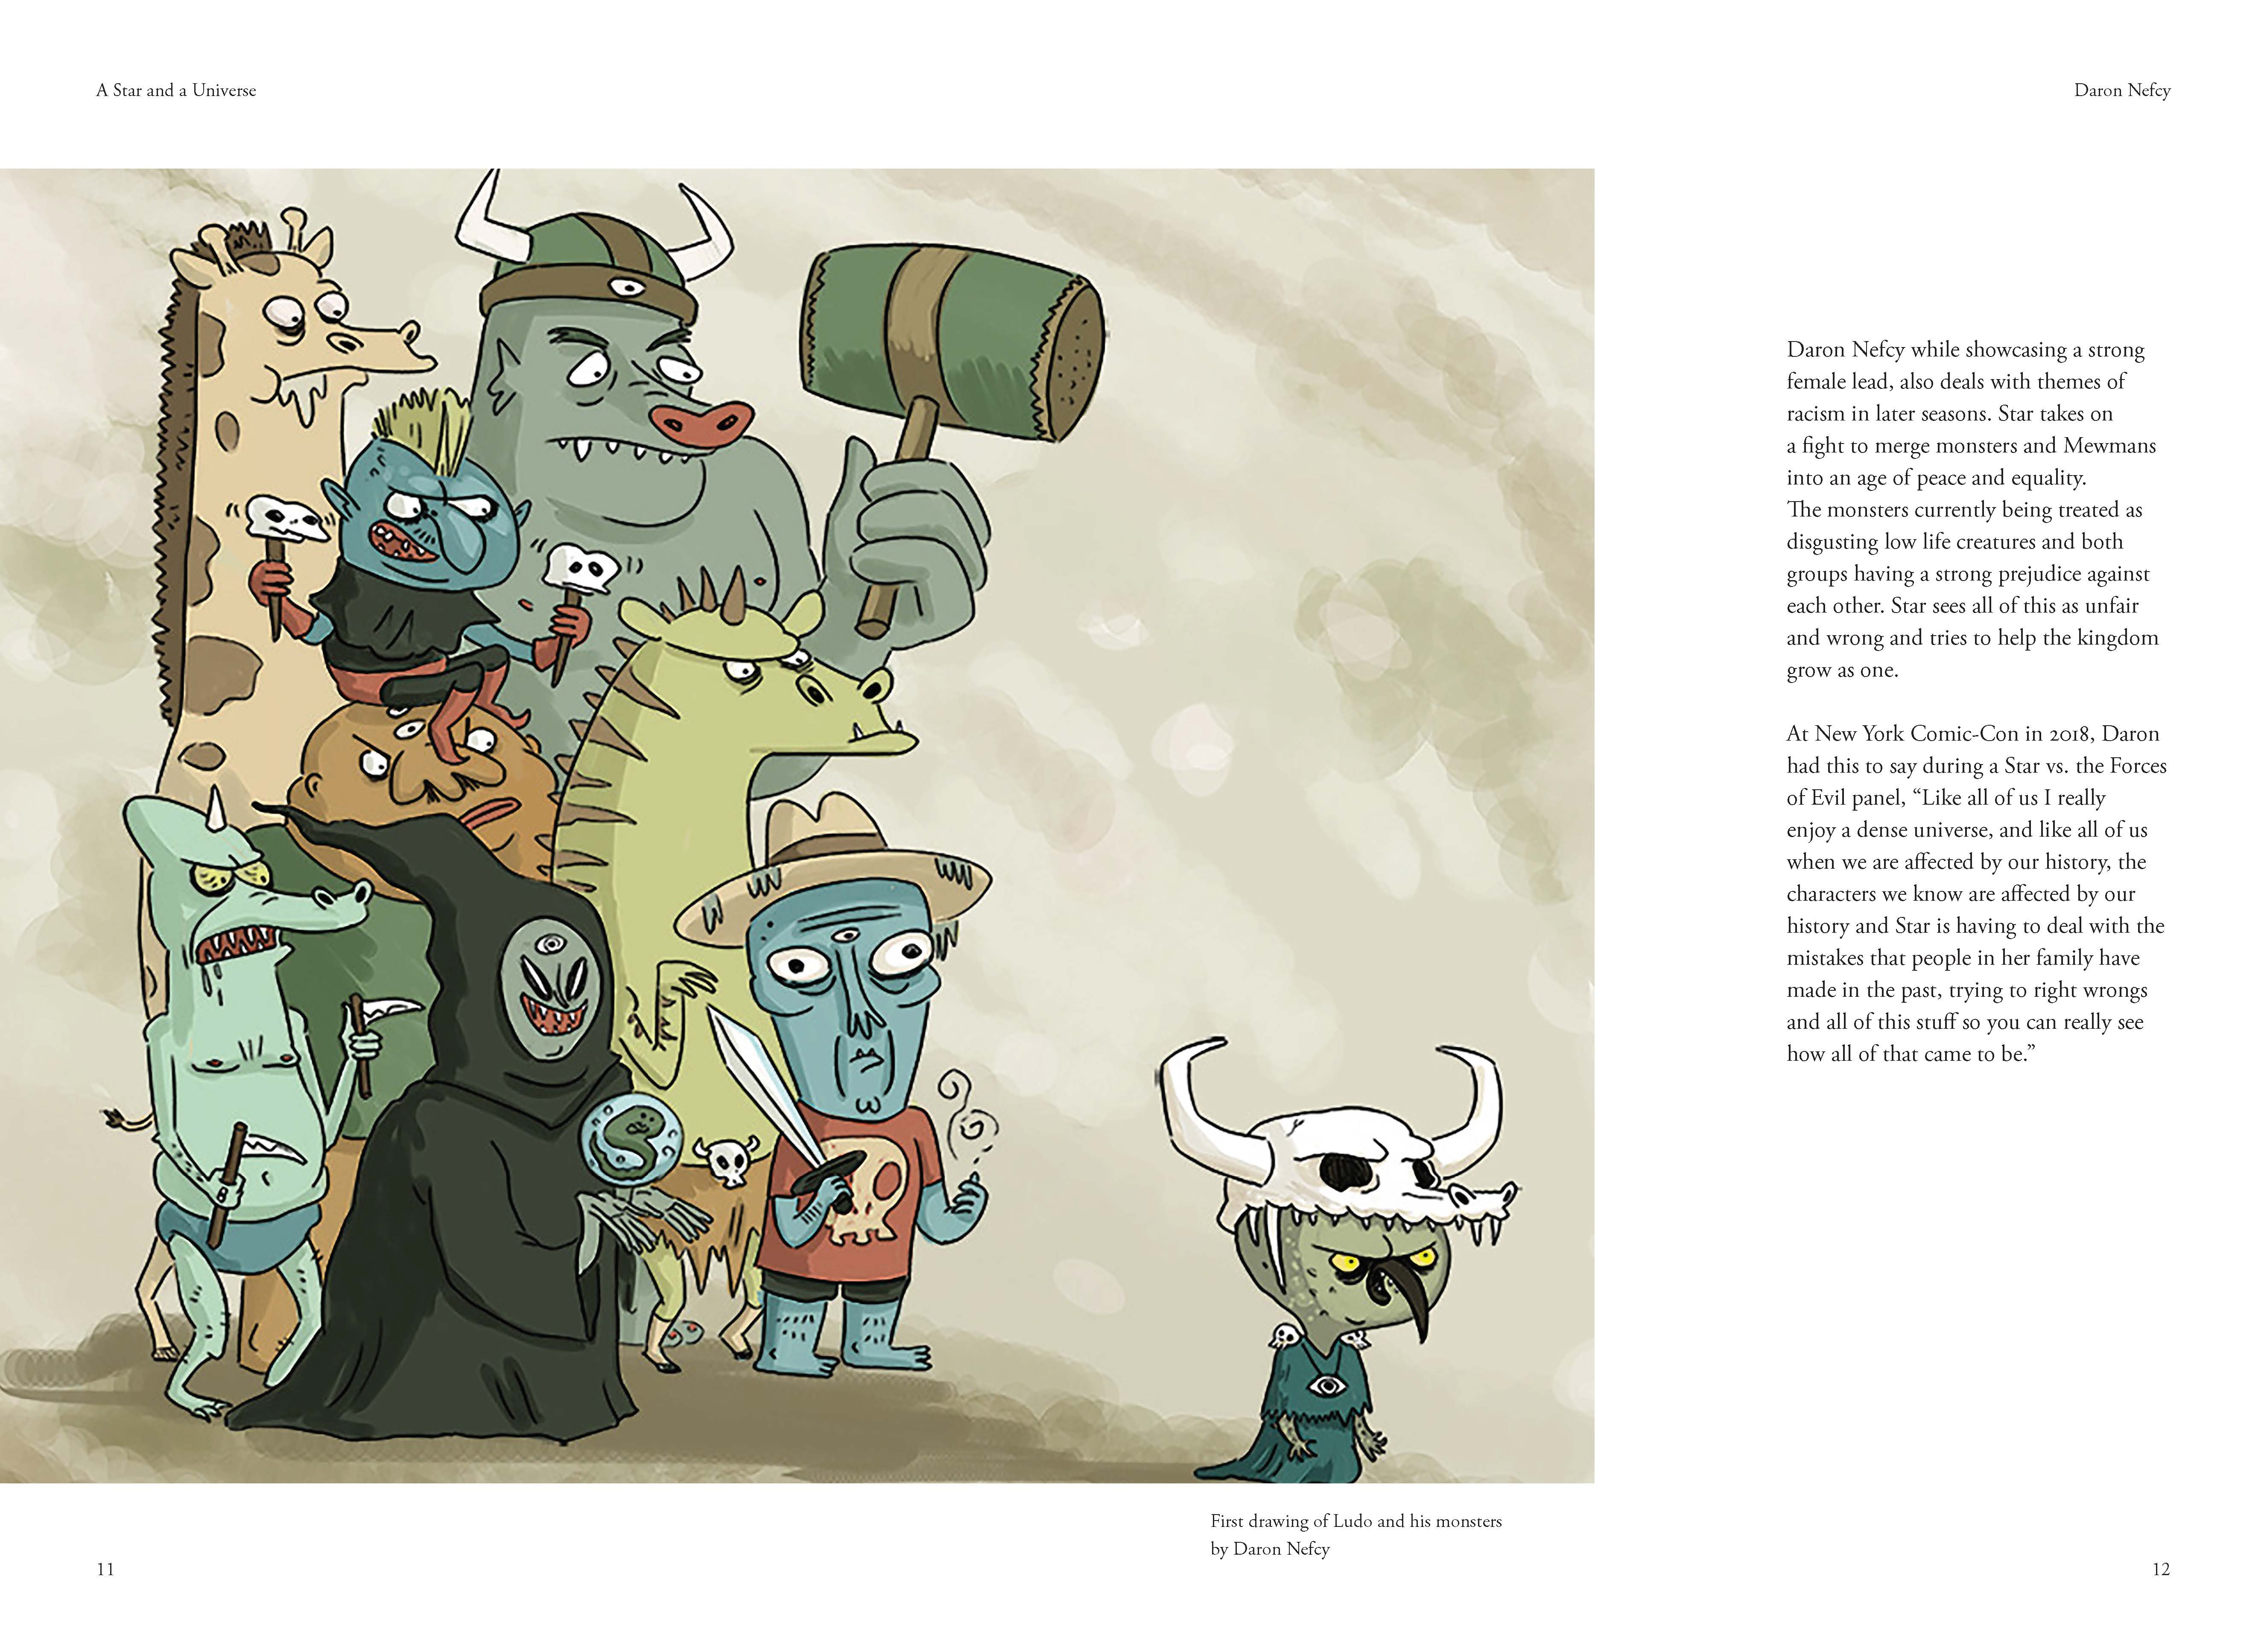 A Star and a Universe
Daron Nefcy
Daron Nefcy while showcasing a strong
female lead, also deals with themes of
racism in later seasons. Star takes on
a fight to merge monsters and Mewmans
into an age of peace and equality.
The monsters currently being treated as
disgusting low life creatures and both
groups having a strong prejudice against
each other. Star sees all of this as unfair
and wrong and tries to help the kingdom
grow as one.
At New York Comic-Con in 2018, Daron
had this to say during a Star vs. the Forces
of Evil panel, “Like all of us I really
enjoy a dense universe, and like all of us
when we are affected by our history, the
characters we know are affected by our
history and Star is having to deal with the
mistakes that people in her family have
made in the past, trying to right wrongs
and all of this stuff so you can really see
how all of that came to be.”
First drawing of Ludo and his monsters
by Daron Nefcy
11
12